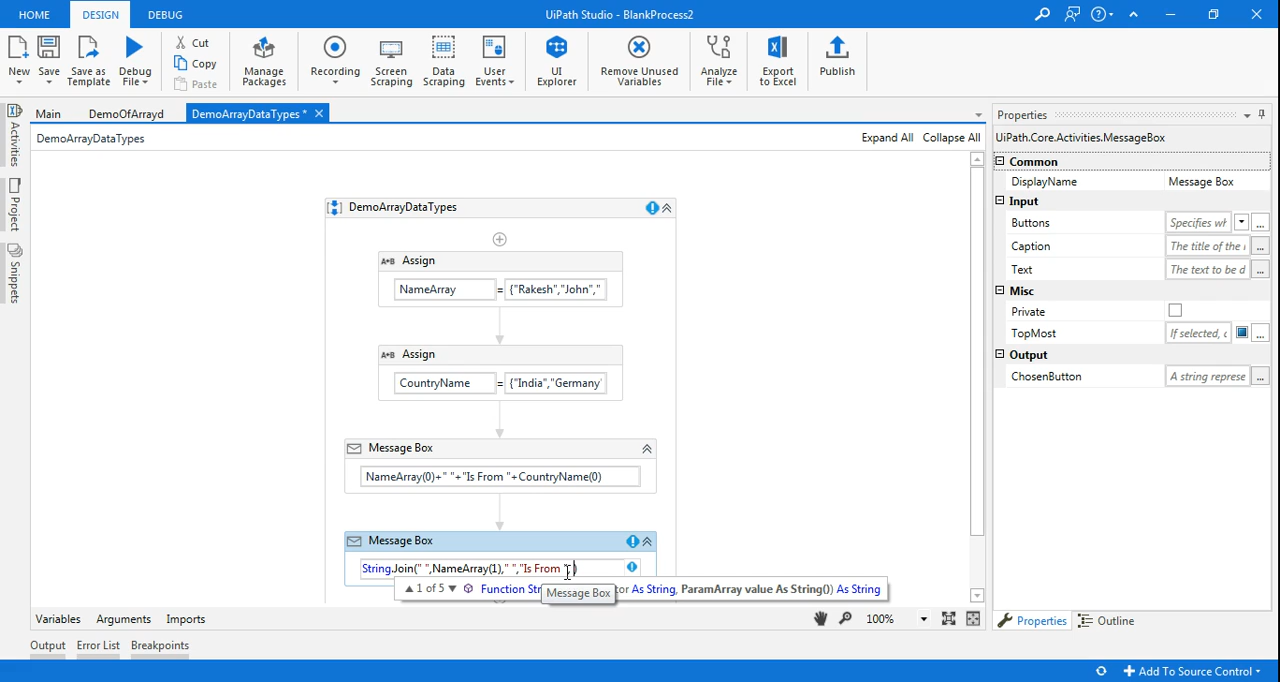 HOME DESIGN DEBUG UiPath Studio - BlankProcess2
New Save Save as Template Debug File Cut Copy Paste Manage Packages Recording Screen Scraping Data Scraping User Events UI Explorer Remove Unused Variables Analyze File Export to Excel Publish
Main DemoOfArrayd DemoArrayDataTypes *
DemoArrayDataTypes Expand All Collapse All
Activities
Project
Snippets
DemoArrayDataTypes
A+B Assign
NameArray = {"Rakesh","John","
A+B Assign
CountryName = {"India","Germany"
Message Box
NameArray(0)+" "+"Is From "+CountryName(0)
Message Box
String.Join(" ",NameArray(1)," ","Is From ", )
1 of 5 Function Str As String, ParamArray value As String()) As String
Message Box
Properties
UiPath.Core.Activities.MessageBox
Common
DisplayName Message Box
Input
Buttons Specifies wh ...
Caption The title of the ...
Text The text to be d ...
Misc
Private
TopMost If selected, ...
Output
ChosenButton A string represe ...
Variables Arguments Imports 100% Properties Outline
Output Error List Breakpoints
Add To Source Control